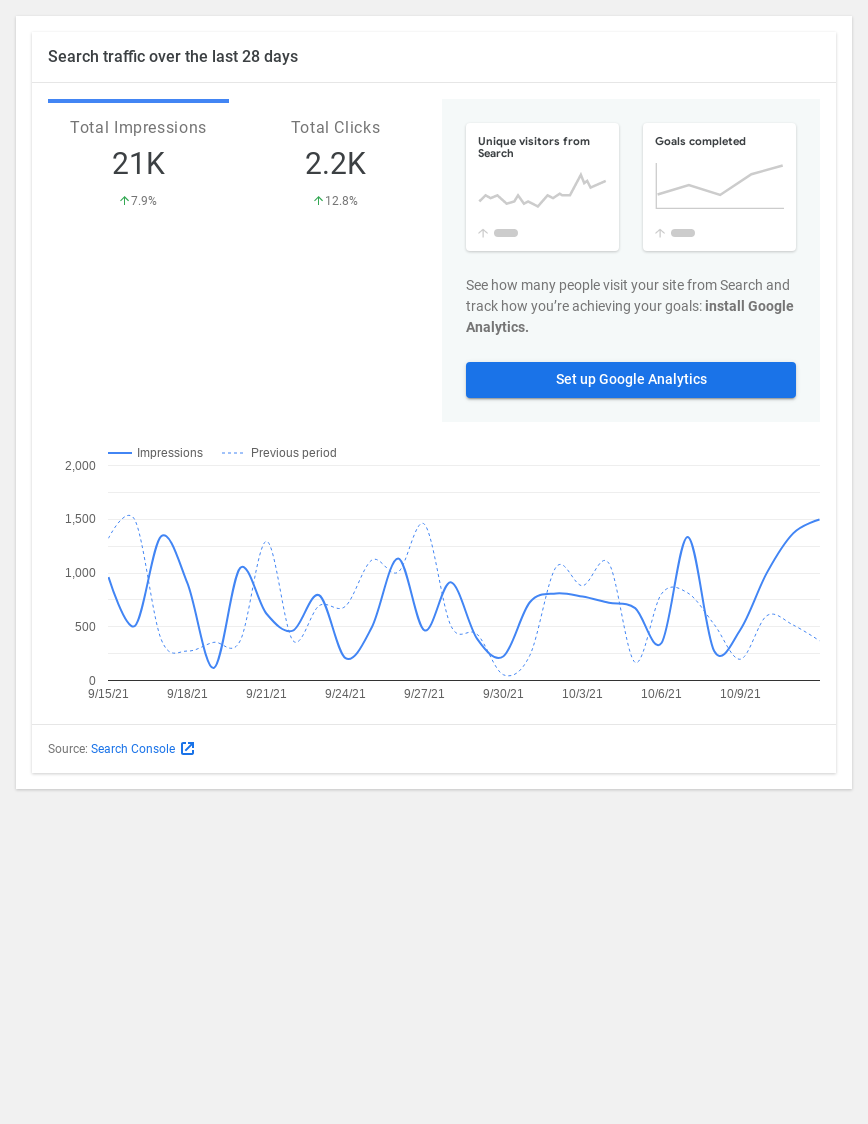 Search traffic over the last 28 days
Total Impressions
21K
7.9%
Total Clicks
2.2K
12.8%
Unique visitors from
Search
Goals completed
See how many people visit your site from Search and
track how you’re achieving your goals: install Google
Analytics.
Set up Google Analytics
Impressions
Previous period
2,000
1,500
1,000
500
0
9/15/21
9/18/21
9/21/21
9/24/21
9/27/21
9/30/21
10/3/21
10/6/21
10/9/21
Source: Search Console